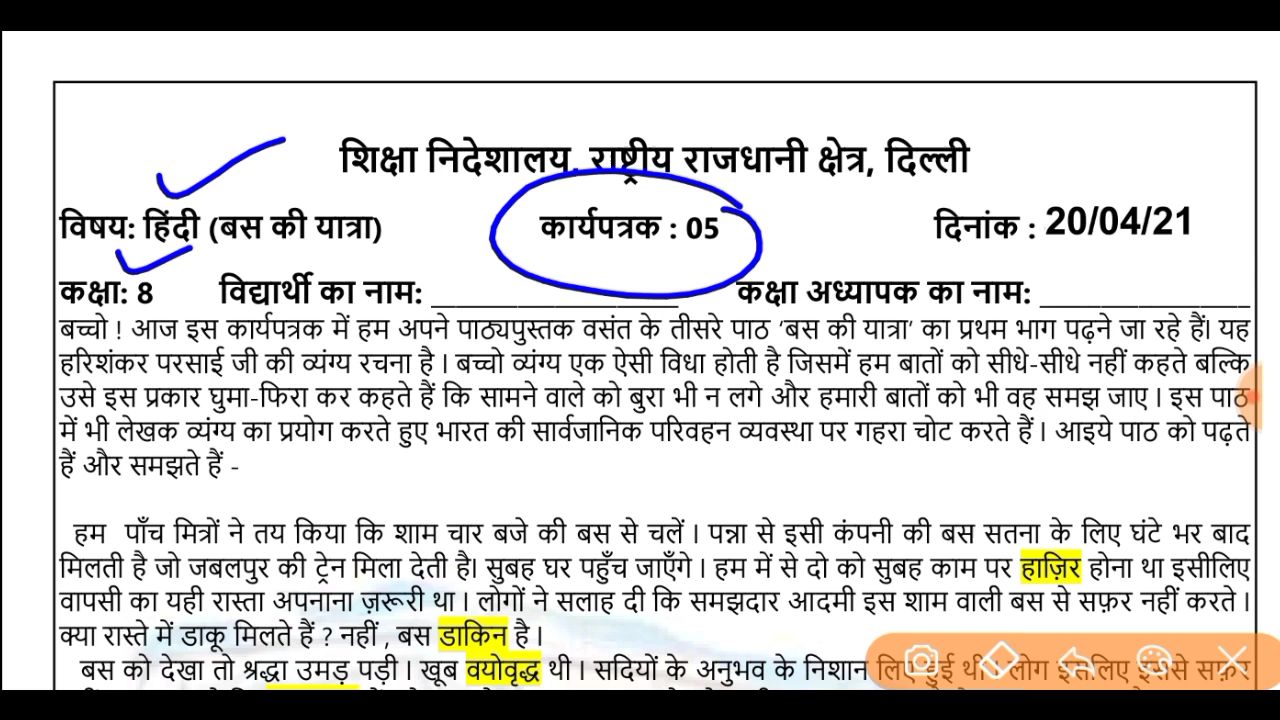 शिक्षा निदेशालय, राष्ट्रीय राजधानी क्षेत्र, दिल्ली
विषय: हिंदी (बस की यात्रा) कार्यपत्रक : 05 दिनांक : 20/04/21
कक्षा: 8 विद्यार्थी का नाम: _________________ कक्षा अध्यापक का नाम: ______________
बच्चो ! आज इस कार्यपत्रक में हम अपने पाठ्यपुस्तक वसंत के तीसरे पाठ 'बस की यात्रा' का प्रथम भाग पढ़ने जा रहे हैं। यह
हरिशंकर परसाई जी की व्यंग्य रचना है । बच्चो व्यंग्य एक ऐसी विधा होती है जिसमें हम बातों को सीधे-सीधे नहीं कहते बल्कि
उसे इस प्रकार घुमा-फिरा कर कहते हैं कि सामने वाले को बुरा भी न लगे और हमारी बातों को भी वह समझ जाए । इस पाठ
में भी लेखक व्यंग्य का प्रयोग करते हुए भारत की सार्वजानिक परिवहन व्यवस्था पर गहरा चोट करते हैं । आइये पाठ को पढ़ते
हैं और समझते हैं -
हम पाँच मित्रों ने तय किया कि शाम चार बजे की बस से चलें । पन्ना से इसी कंपनी की बस सतना के लिए घंटे भर बाद
मिलती है जो जबलपुर की ट्रेन मिला देती है। सुबह घर पहुँच जाएँगे । हम में से दो को सुबह काम पर हाज़िर होना था इसीलिए
वापसी का यही रास्ता अपनाना ज़रूरी था । लोगों ने सलाह दी कि समझदार आदमी इस शाम वाली बस से सफ़र नहीं करते ।
क्या रास्ते में डाकू मिलते हैं ? नहीं , बस डाकिन है ।
बस को देखा तो श्रद्धा उमड़ पड़ी । खूब वयोवृद्ध थी । सदियों के अनुभव के निशान लिए हुई थी । लोग इसलिए इससे सफ़र